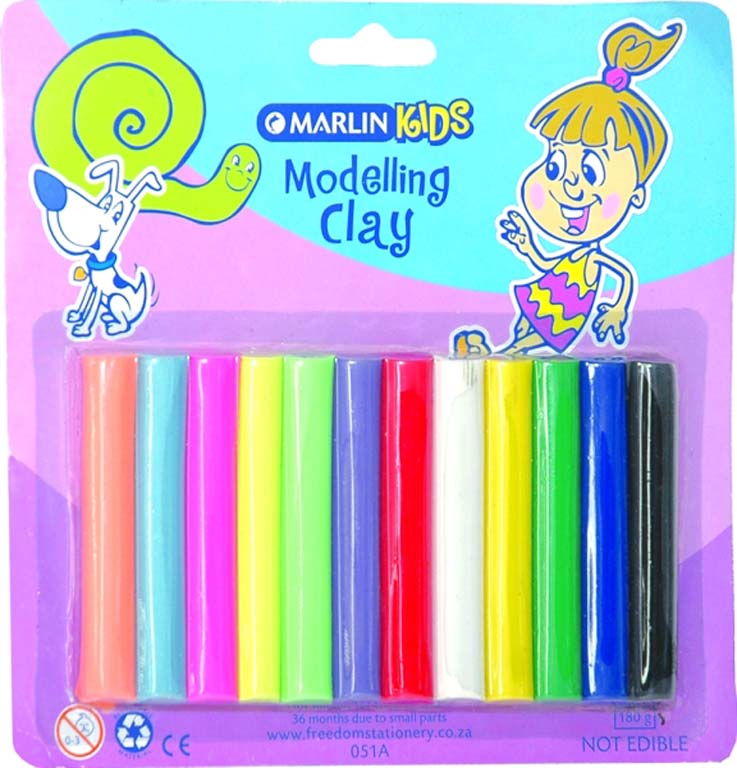 MARLIN KIDS
Modelling
Clay
36 months due to small parts
www.freedomstationery.co.za
051A
0-3
MATERIAL
CE
180 g
NOT EDIBLE